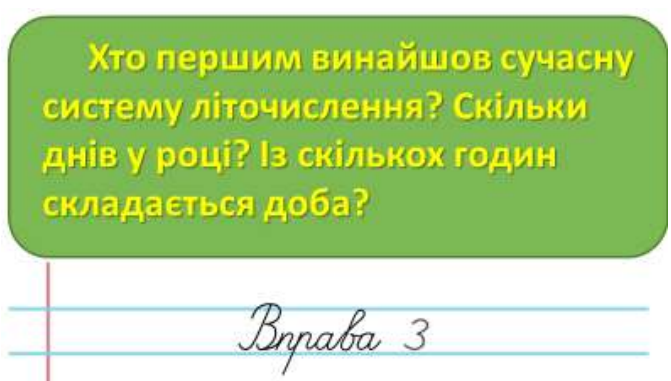 Хто першим винайшов сучасну
систему літочислення? Скільки
днів у році? Із скількох годин
складається доба?
Вправа 3